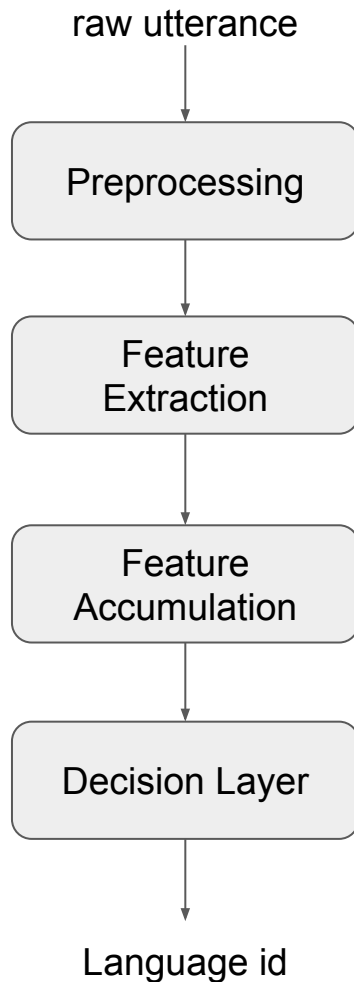 raw utterance
Preprocessing
Feature
Extraction
Feature
Accumulation
Decision Layer
Language id